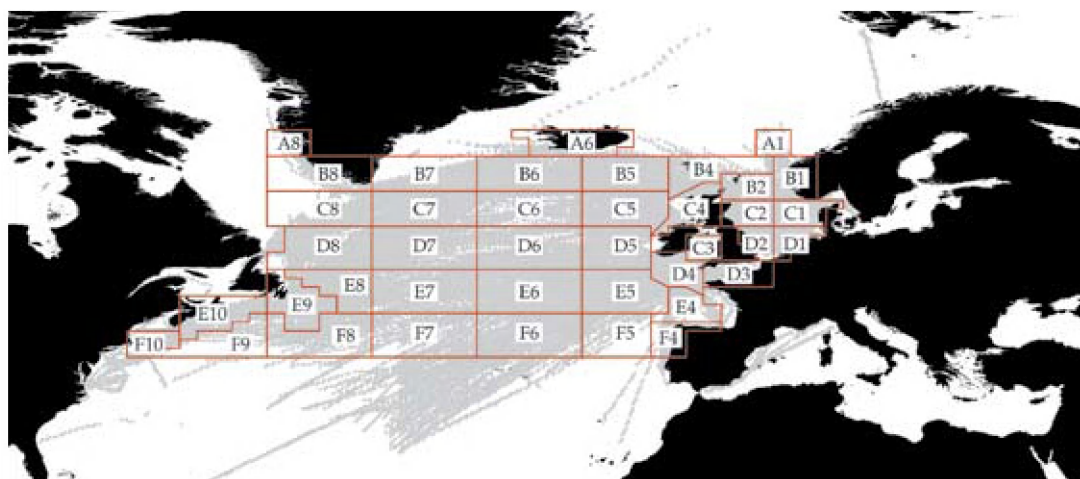 A8 A6 A1
B8 B7 B6 B5 B4 B2 B1
C8 C7 C6 C5 C4 C2 C1
D8 D7 D6 D5 C3 D2 D1
E8 E7 E6 E5 D4 D3
E10 E9 E4
F10 F9 F8 F7 F6 F5 F4